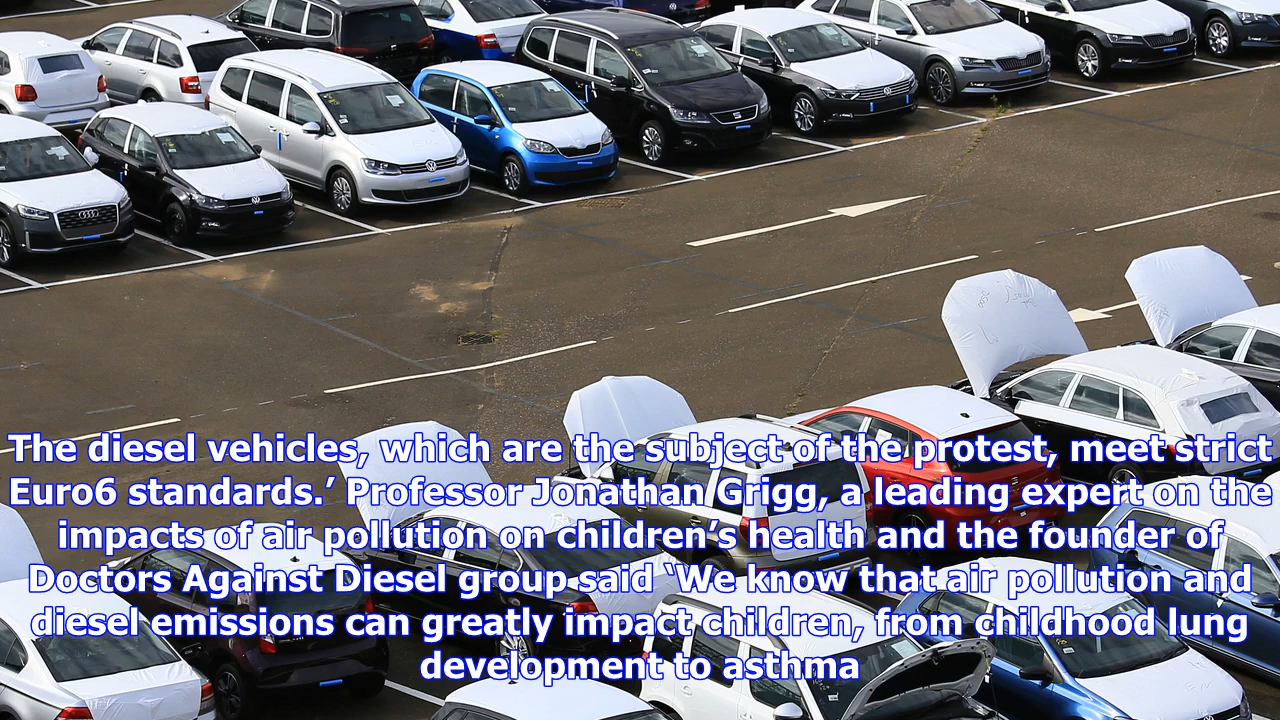 The diesel vehicles, which are the subject of the protest, meet strict
Euro6 standards.’ Professor Jonathan Grigg, a leading expert on the
impacts of air pollution on children’s health and the founder of
Doctors Against Diesel group said ‘We know that air pollution and
diesel emissions can greatly impact children, from childhood lung
development to asthma